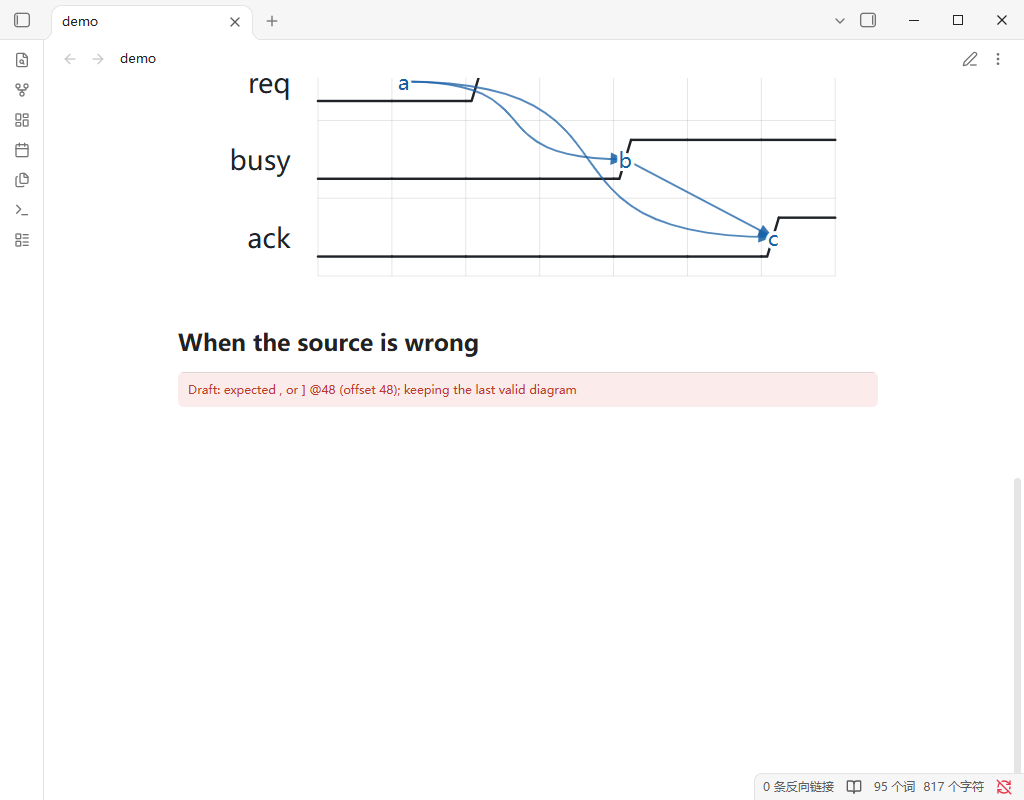 demo
demo
req
a
busy
b
ack
c
When the source is wrong
Draft: expected , or ] @48 (offset 48); keeping the last valid diagram
0 条反向链接 95 个词 817 个字符